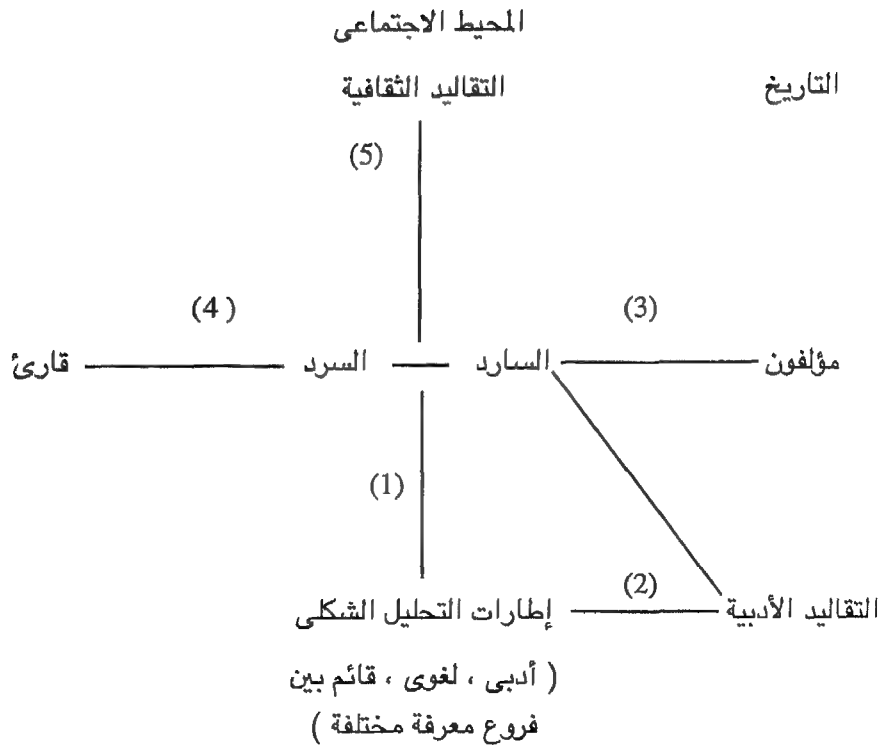 المحيط الاجتماعى
التقاليد الثقافية التاريخ
(5)
(3) (4)
مؤلفون السارد السرد قارئ
(1)
(2)
التقاليد الأدبية إطارات التحليل الشكلى
( أدبى ، لغوى ، قائم بين
فروع معرفة مختلفة )